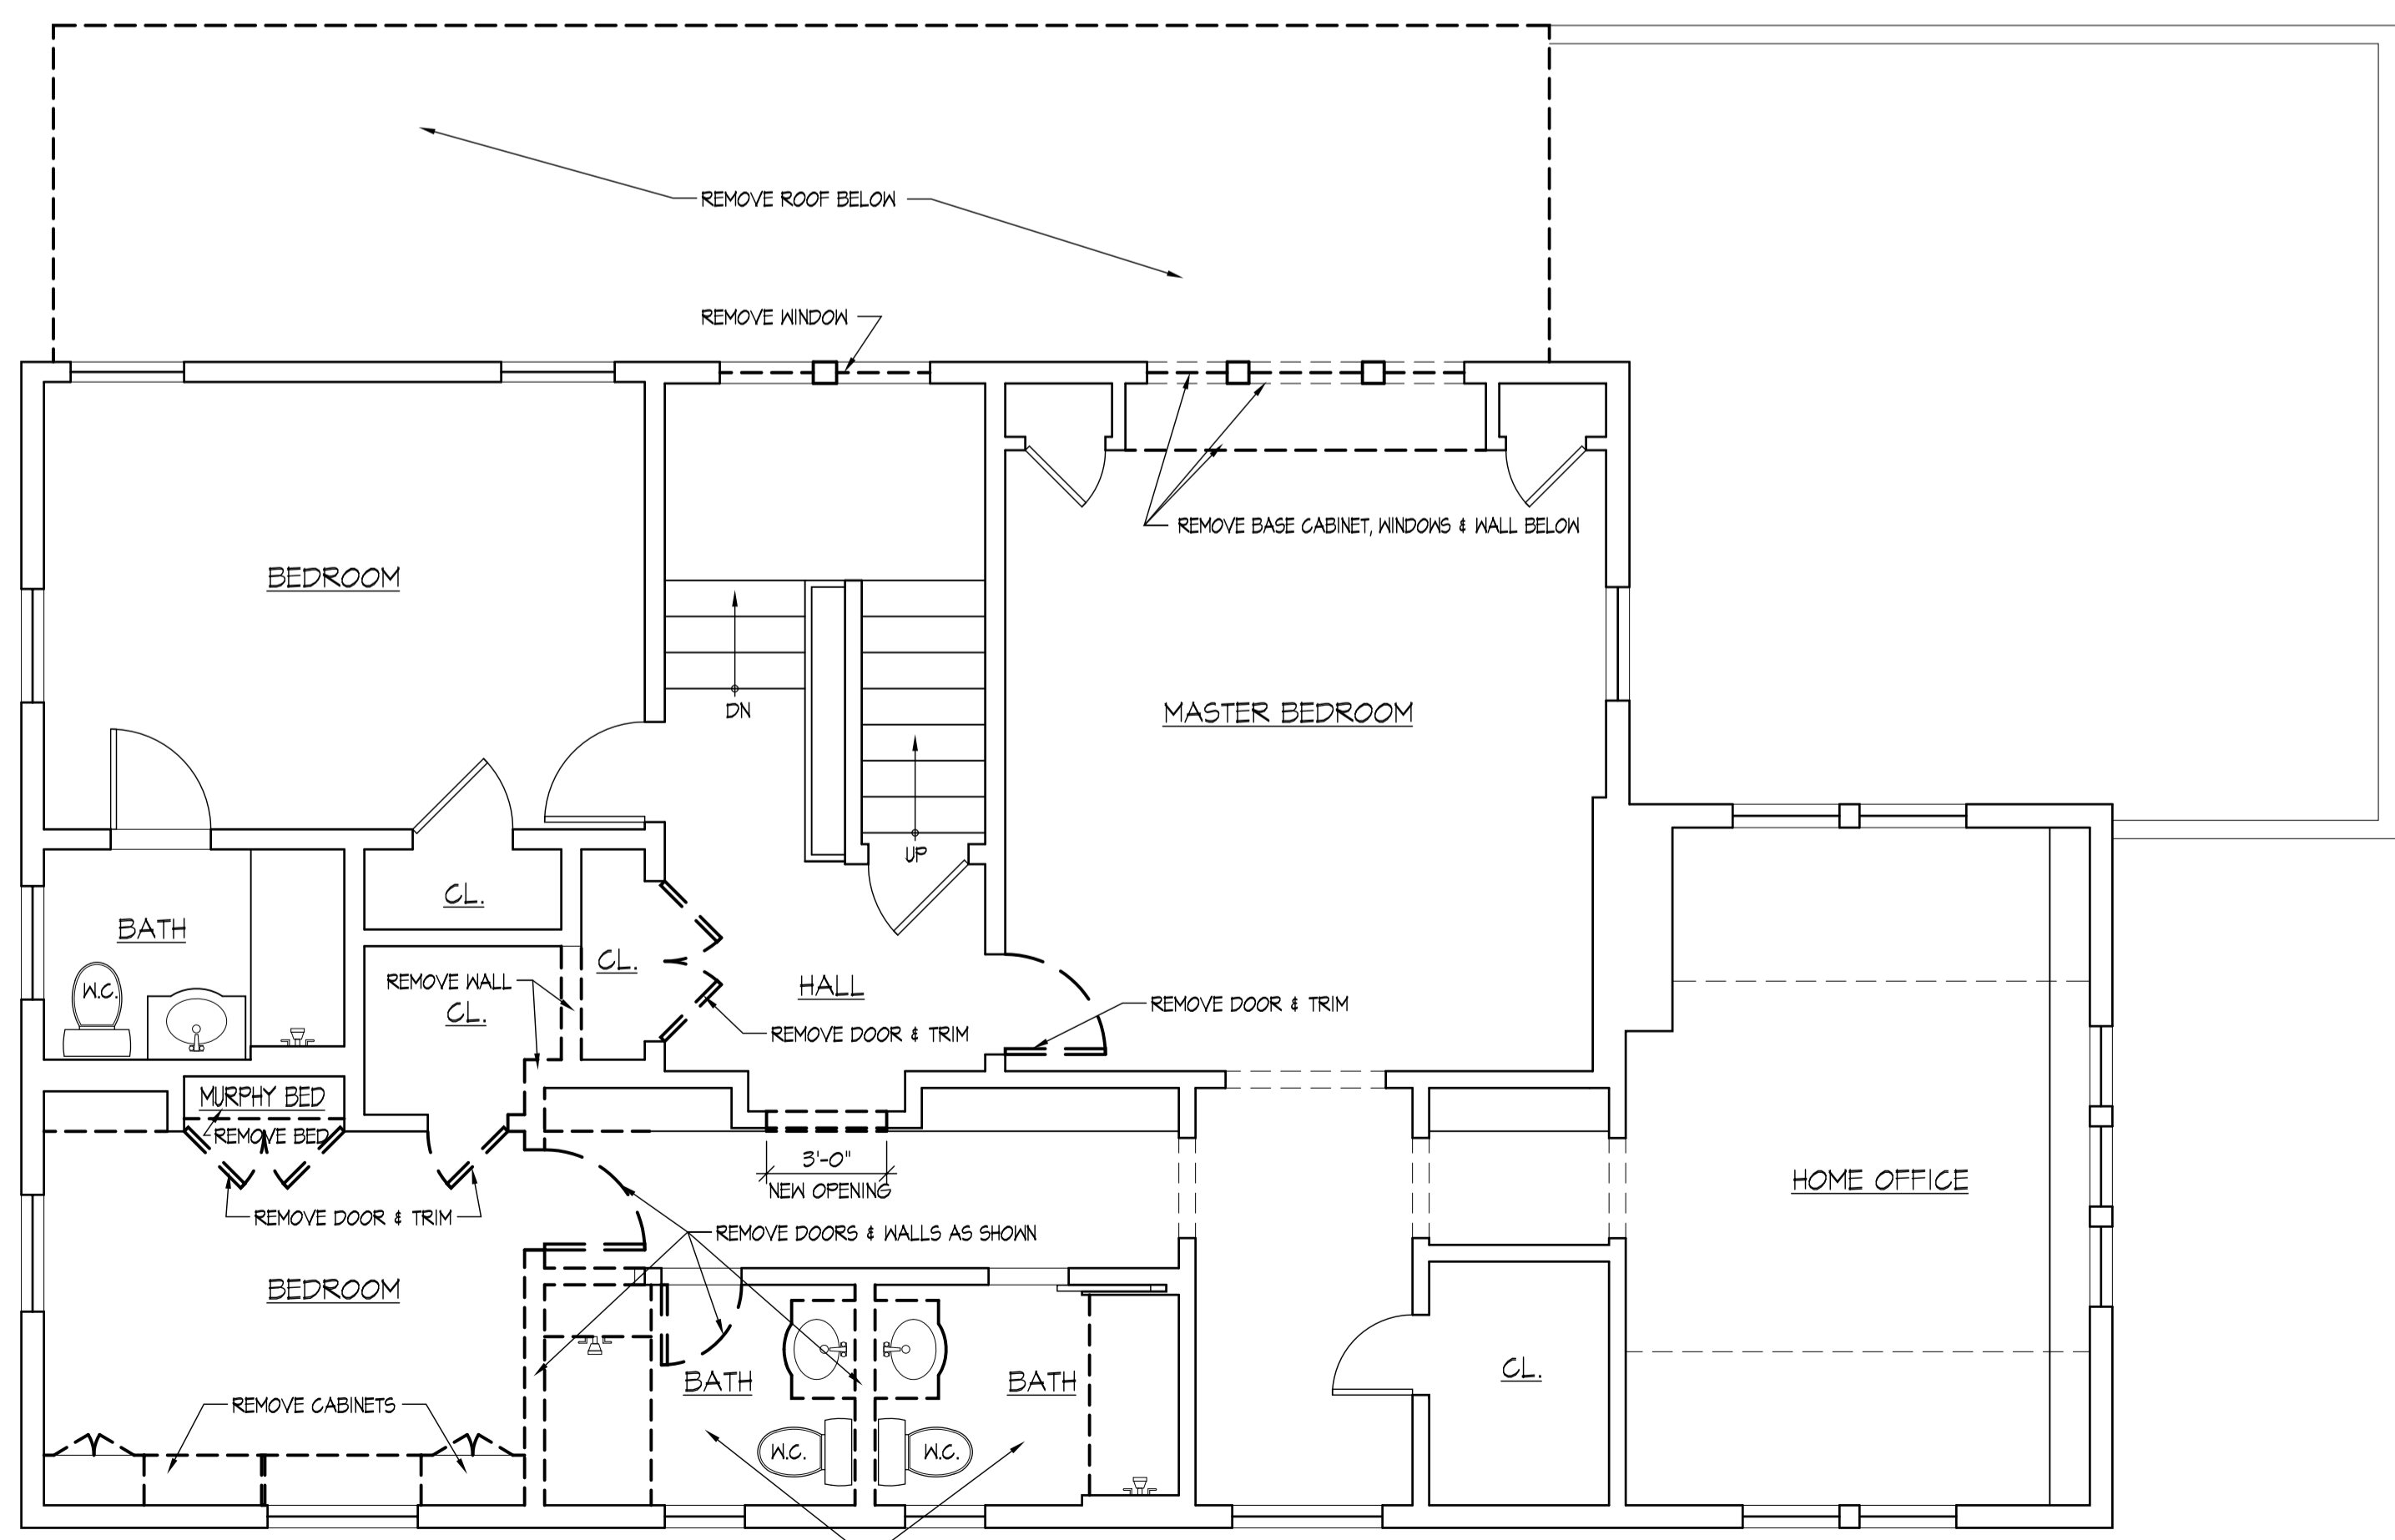 REMOVE ROOF BELOW
REMOVE WINDOW
REMOVE BASE CABINET, WINDOWS & WALL BELOW
BEDROOM
DN
MASTER BEDROOM
UP
CL.
BATH
CL.
REMOVE WALL
HALL
W.C.
CL.
REMOVE DOOR & TRIM
REMOVE DOOR & TRIM
MURPHY BED
REMOVE BED
3'-0"
NEW OPENING
HOME OFFICE
REMOVE DOOR & TRIM
REMOVE DOORS & WALLS AS SHOWN
BEDROOM
BATH
BATH
CL.
REMOVE CABINETS
W.C.
W.C.